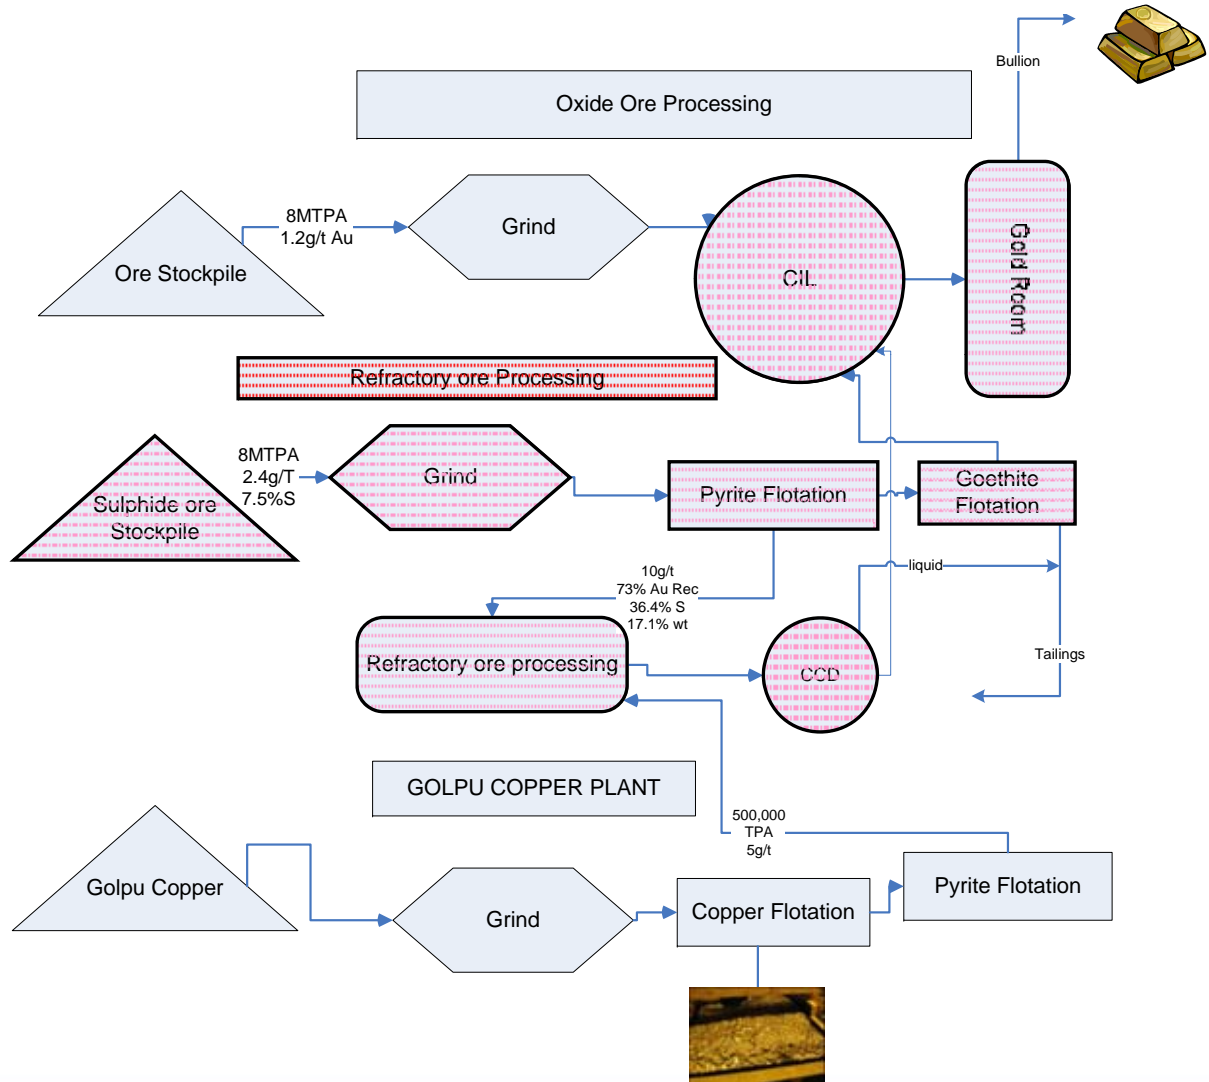 Bullion
Oxide Ore Processing
8MTPA
1.2g/t Au
Ore Stockpile
Grind
CIL
Gold Room
Refractory ore Processing
8MTPA
2.4g/T
7.5%S
Sulphide ore
Stockpile
Grind
Pyrite Flotation
Goethite
Flotation
10g/t
73% Au Rec
36.4% S
17.1% wt
liquid
Refractory ore processing
CCD
Tailings
GOLPU COPPER PLANT
500,000
TPA
5g/t
Golpu Copper
Grind
Copper Flotation
Pyrite Flotation